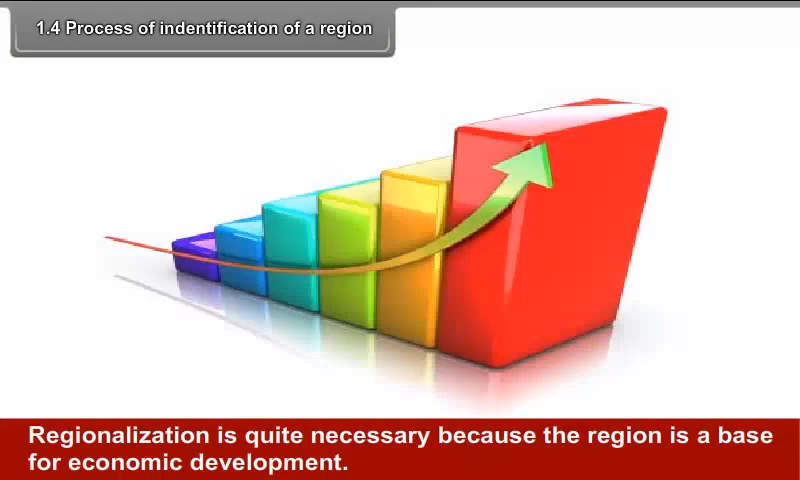 1.4 Process of indentification of a region
Regionalization is quite necessary because the region is a base
for economic development.